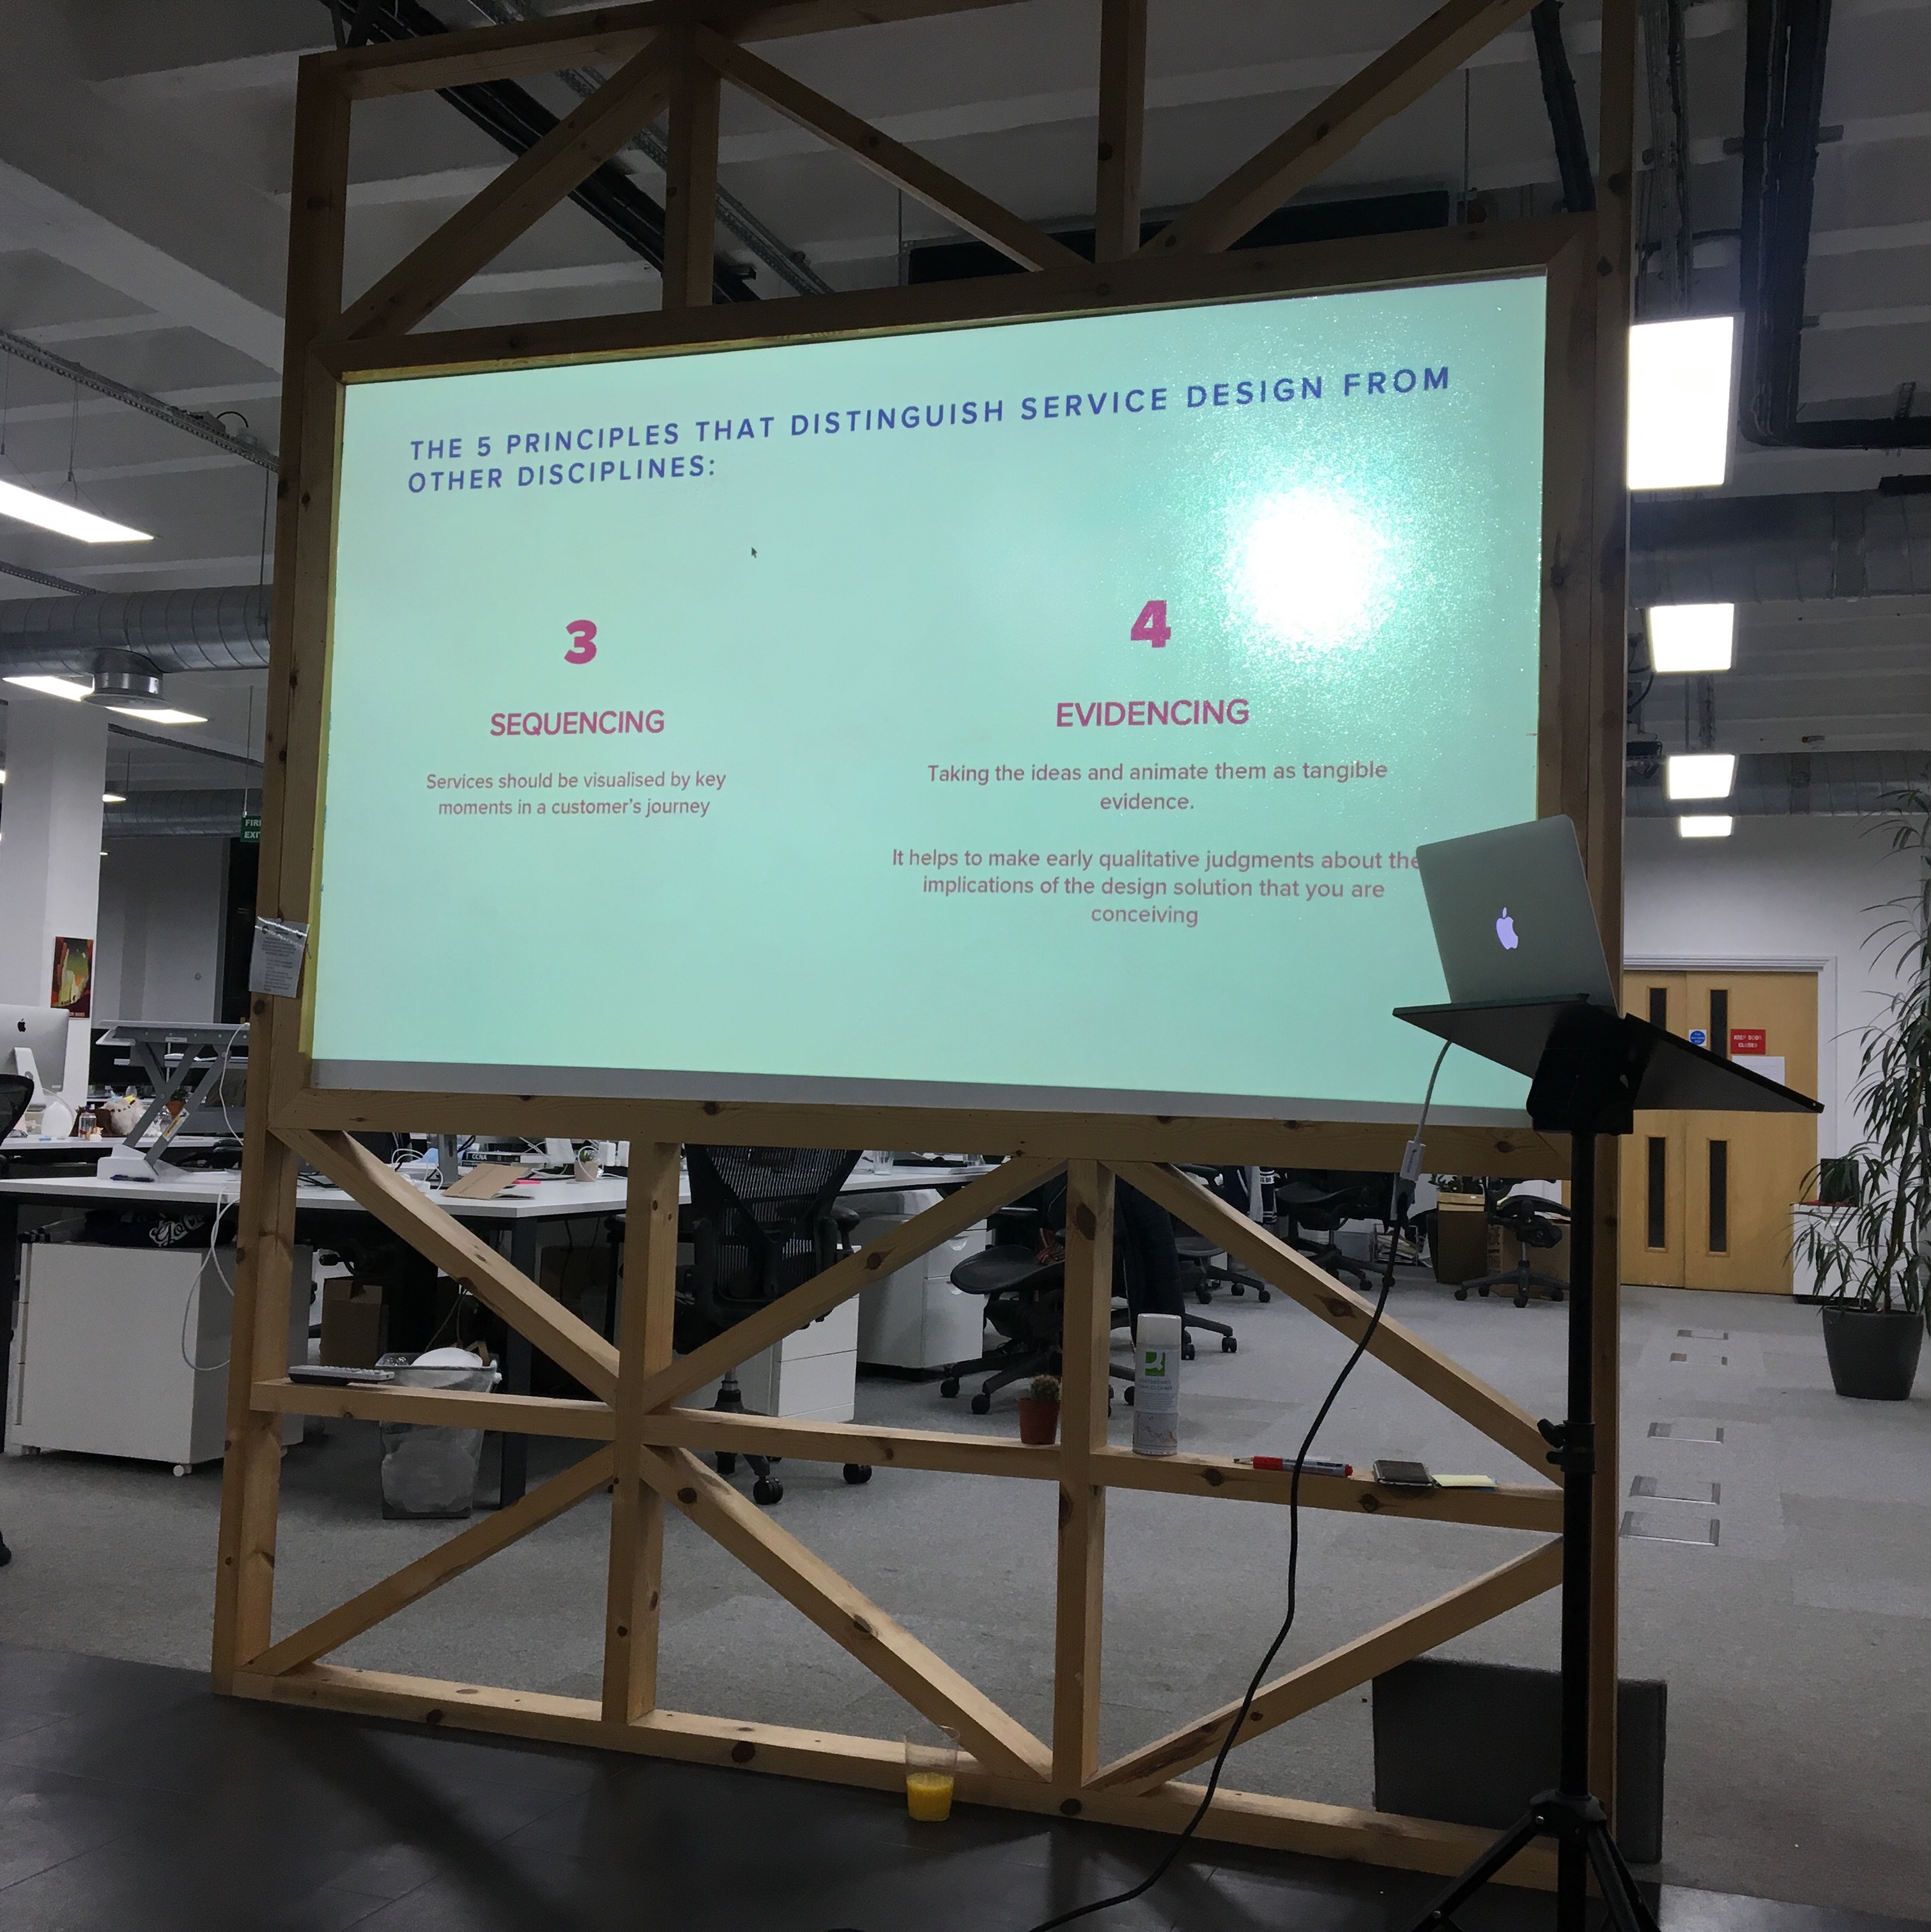 THE 5 PRINCIPLES THAT DISTINGUISH SERVICE DESIGN FROM
OTHER DISCIPLINES:
3
4
SEQUENCING
EVIDENCING
Services should be visualised by key
moments in a customer's journey
Taking the ideas and animate them as tangible
evidence.
It helps to make early qualitative judgments about the
implications of the design solution that you are
conceiving
FIRE
EXIT